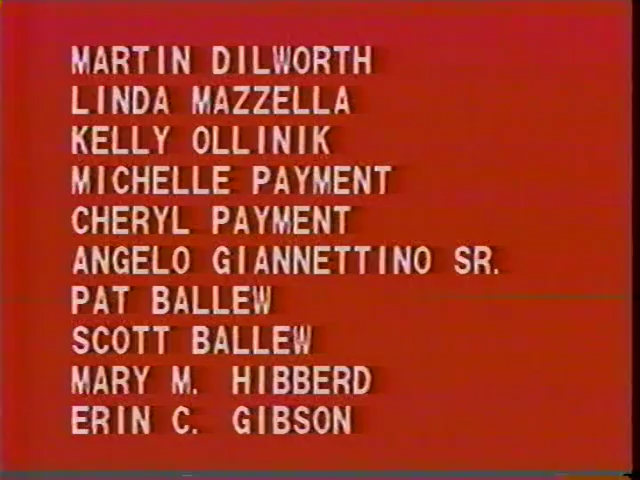 MARTIN DILWORTH
LINDA MAZZELLA
KELLY OLLINIK
MICHELLE PAYMENT
CHERYL PAYMENT
ANGELO GIANNETTINO SR.
PAT BALLEW
SCOTT BALLEW
MARY M. HIBBERD
ERIN C. GIBSON